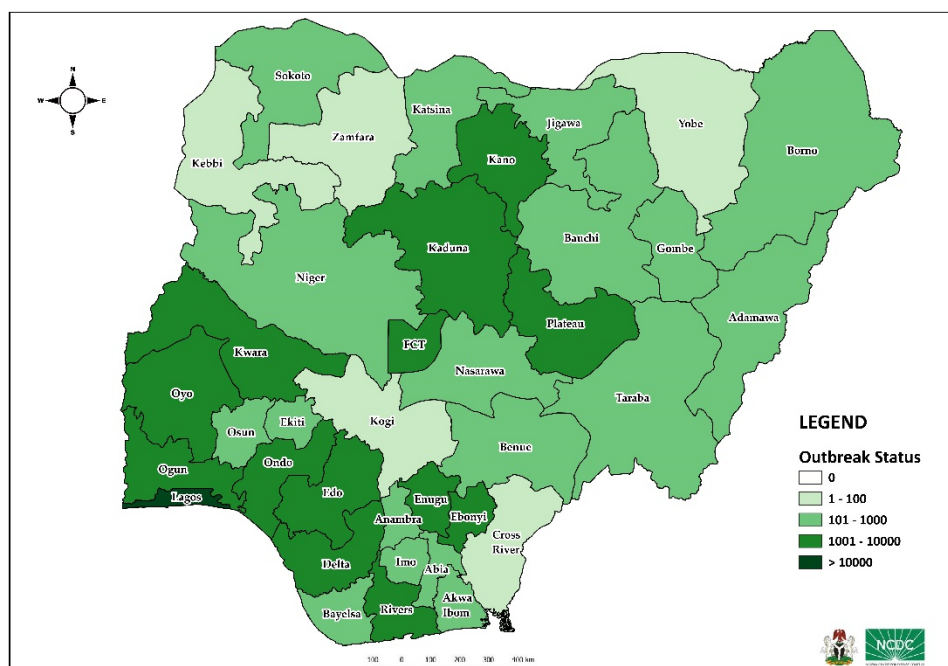 N
W E
S
Sokoto
Katsina
Jigawa
Yobe
Borno
Zamfara
Kebbi
Kano
Bauchi
Gombe
Kaduna
Niger
Adamawa
Plateau
FCT
Kwara
Nasarawa
Taraba
Oyo
Kogi
Osun
Ekiti
Benue
Ogun
Ondo
Lagos
Edo
Enugu
Ebonyi
Anambra
Cross
River
Delta
Imo
Abia
Akwa
Ibom
Bayelsa
Rivers
LEGEND
Outbreak Status
0
1 - 100
101 - 1000
1001 - 10000
> 10000
100 0 100 200 300 400 km
NCDC